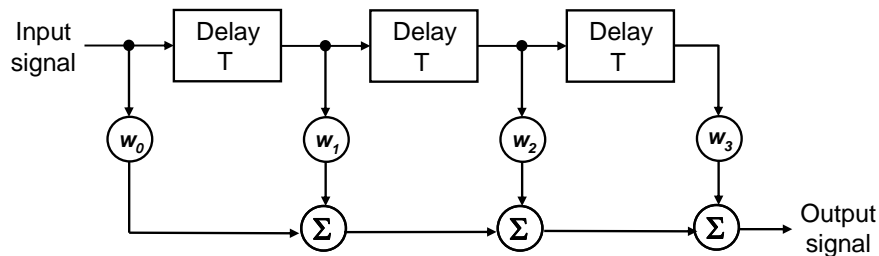 Input
signal
Delay
T
Delay
T
Delay
T
w0
w1
w2
w3
Σ
Σ
Σ
Output
signal